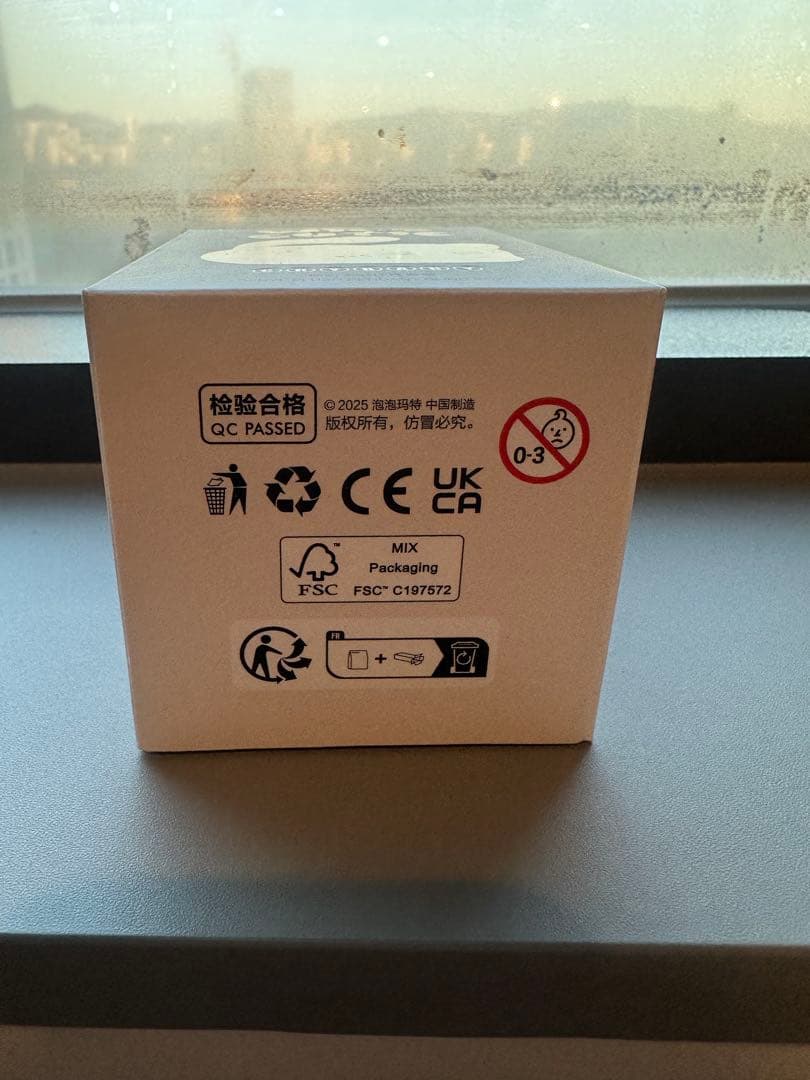 检验合格
QC PASSED
© 2025 泡泡玛特 中国制造
版权所有，仿冒必究。
0-3
CE
UK
CA
FSC™
MIX
Packaging
FSC™ C197572
FR